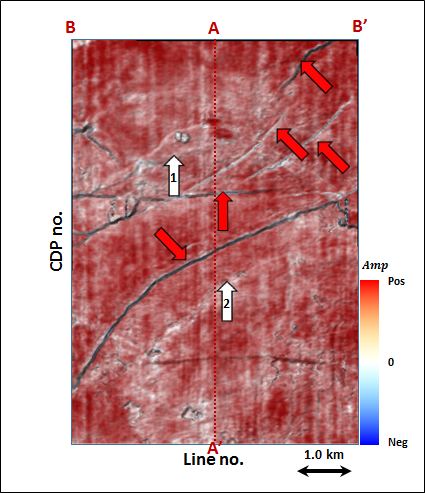 B A B’
1
2
CDP no.
Amp
Pos
0
Neg
A’
Line no.
1.0 km